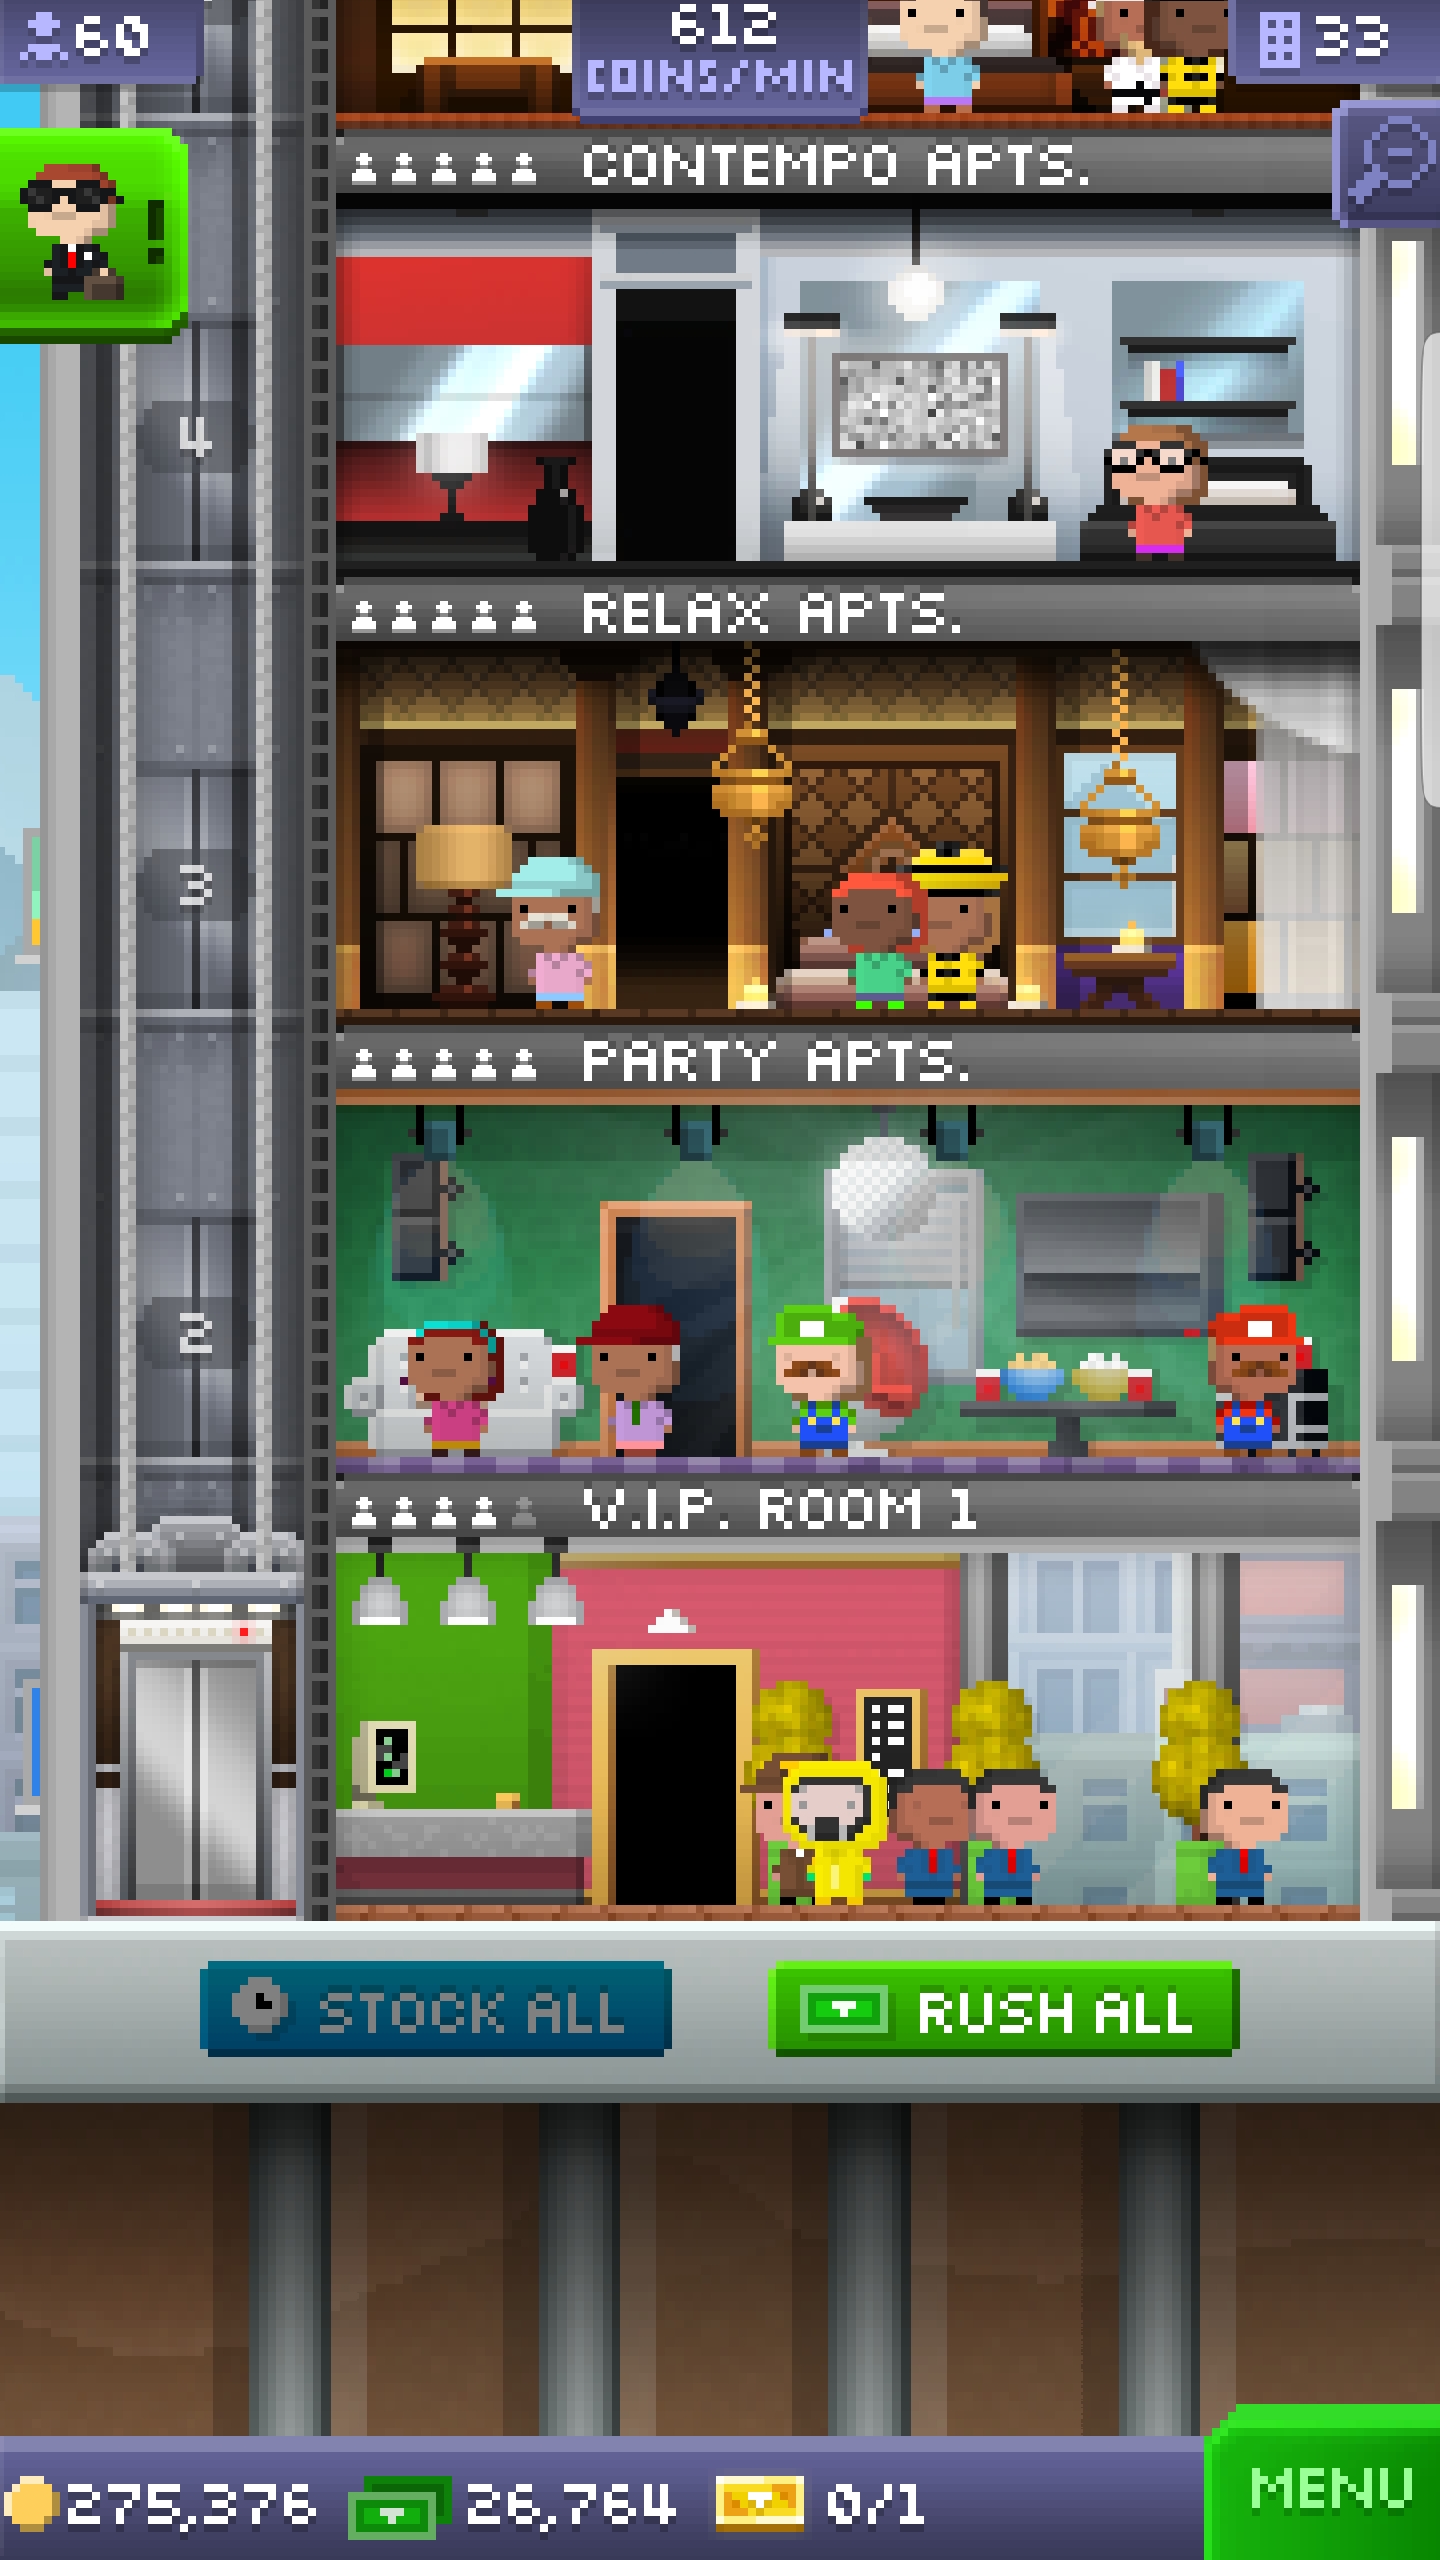 60
612
COINS/MIN
33
CONTEMPO APTS.
!
4
RELAX APTS.
3
PARTY APTS.
2
V.I.P. ROOM 1
STOCK ALL
RUSH ALL
275,376
26,764
0/1
MENU